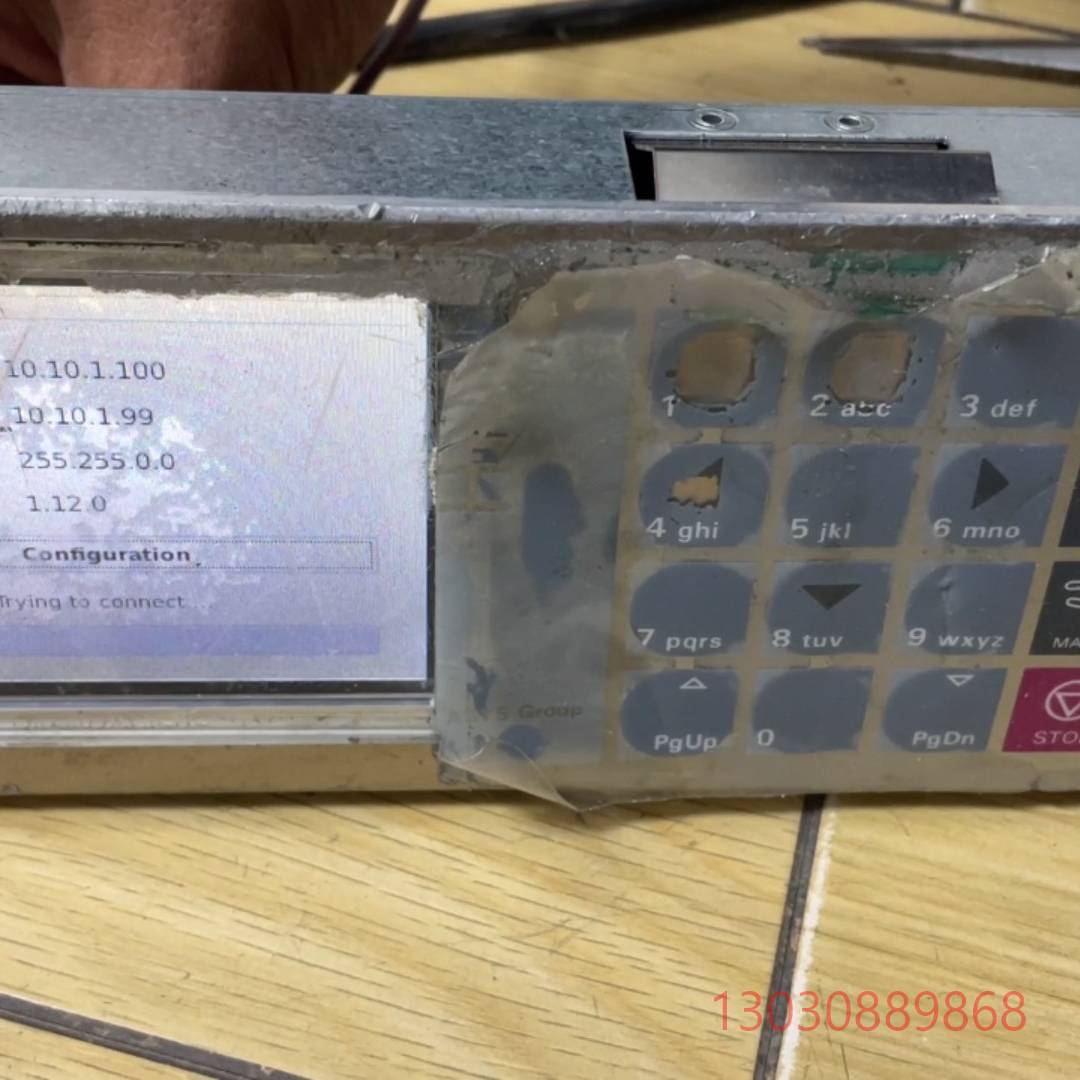 10.10.1.100
10.10.1.99
255.255.0.0
1.12.0
Configuration
Trying to connect...
1 2 abc 3 def
4 ghi 5 jkl 6 mno
7 pqrs 8 tuv 9 wxyz
S Group
PgUp 0 PgDn
13030889868